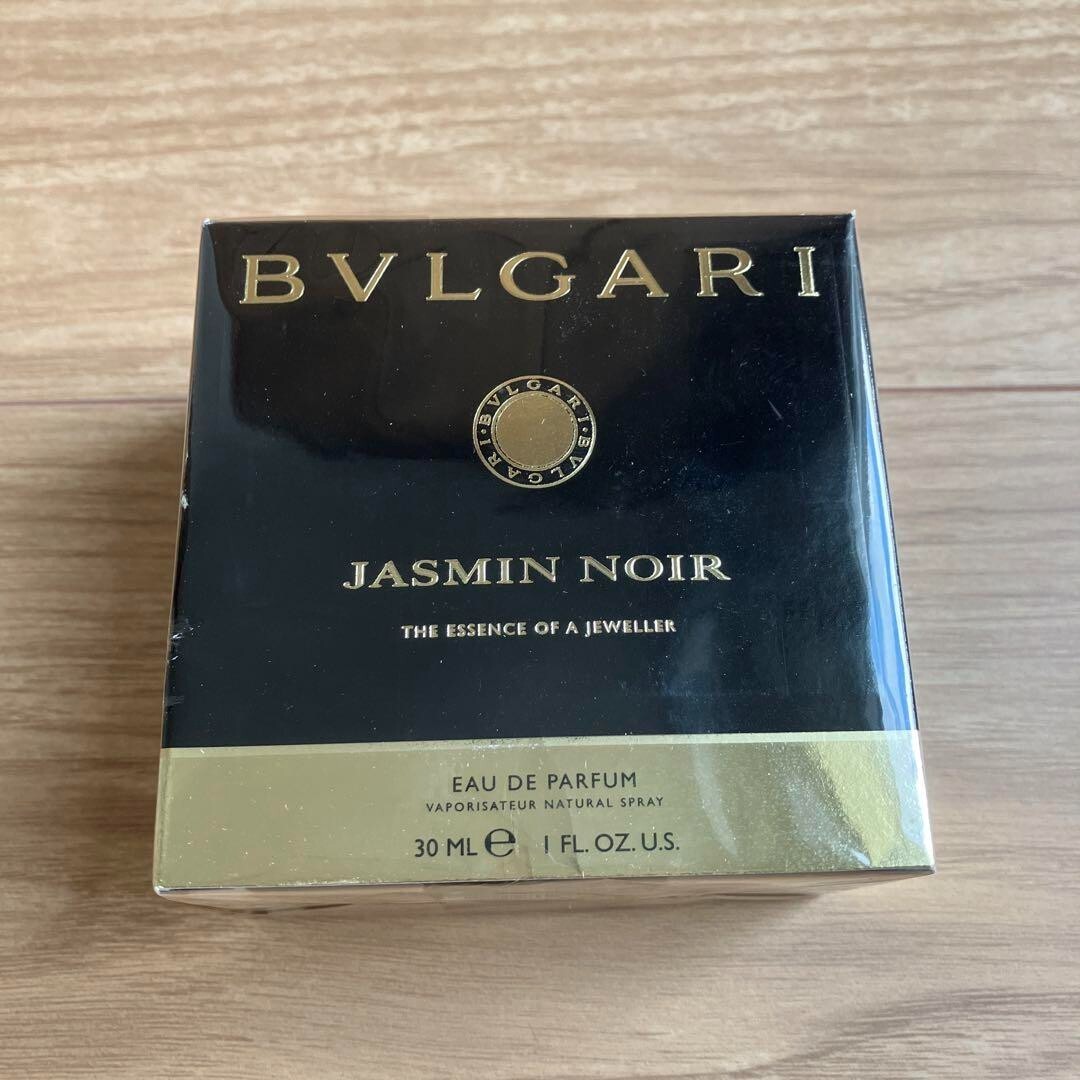 BVLGARI
BVLGARI · BVLGARI ·
JASMIN NOIR
THE ESSENCE OF A JEWELLER
EAU DE PARFUM
VAPORISATEUR NATURAL SPRAY
30 ML ℮ 1 FL. OZ. U.S.